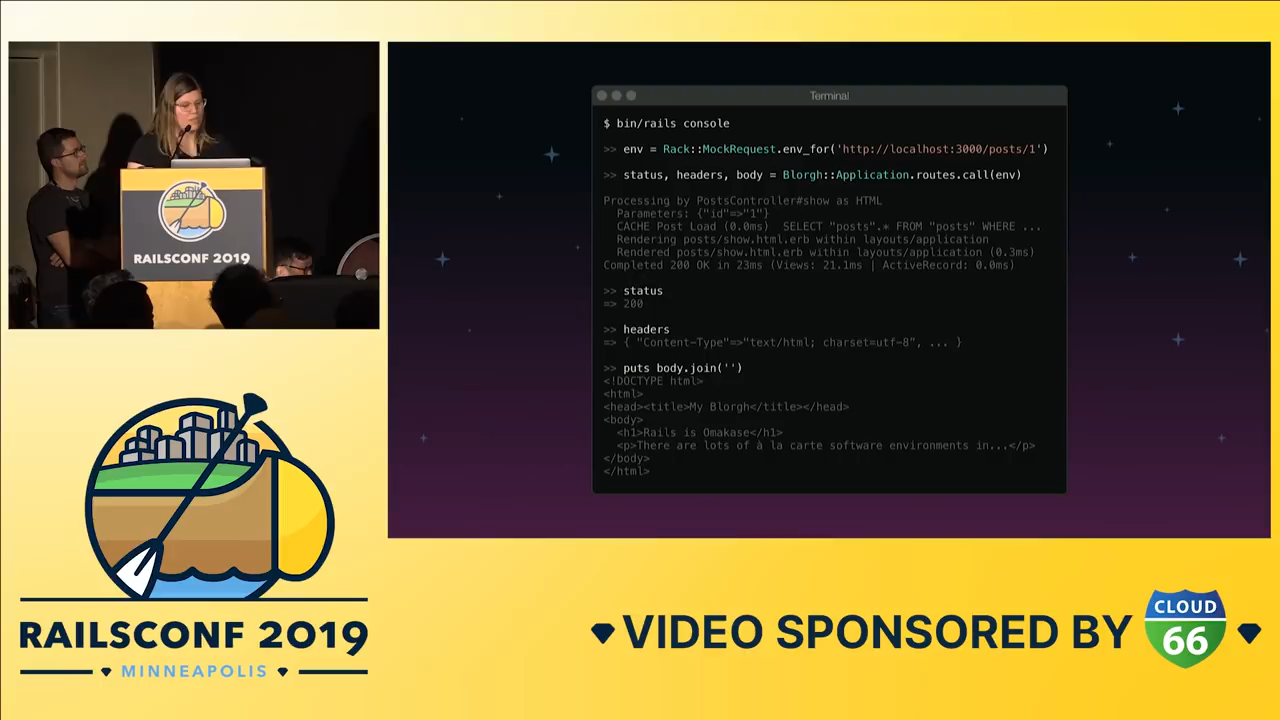 RAILSCONF 2019
Terminal
$ bin/rails console
>> env = Rack::MockRequest.env_for('http://localhost:3000/posts/1')
>> status, headers, body = Blorgh::Application.routes.call(env)
Processing by PostsController#show as HTML
  Parameters: {"id"=>"1"}
  CACHE Post Load (0.0ms)  SELECT "posts".* FROM "posts" WHERE ...
  Rendering posts/show.html.erb within layouts/application
  Rendered posts/show.html.erb within layouts/application (0.3ms)
Completed 200 OK in 23ms (Views: 21.1ms | ActiveRecord: 0.0ms)
>> status
=> 200
>> headers
=> { "Content-Type"=>"text/html; charset=utf-8", ... }
>> puts body.join('')
<!DOCTYPE html>
<html>
<head><title>My Blorgh</title></head>
<body>
  <h1>Rails is Omakase</h1>
  <p>There are lots of à la carte software environments in...</p>
</body>
</html>
RAILSCONF 2019
MINNEAPOLIS
VIDEO SPONSORED BY
CLOUD
66